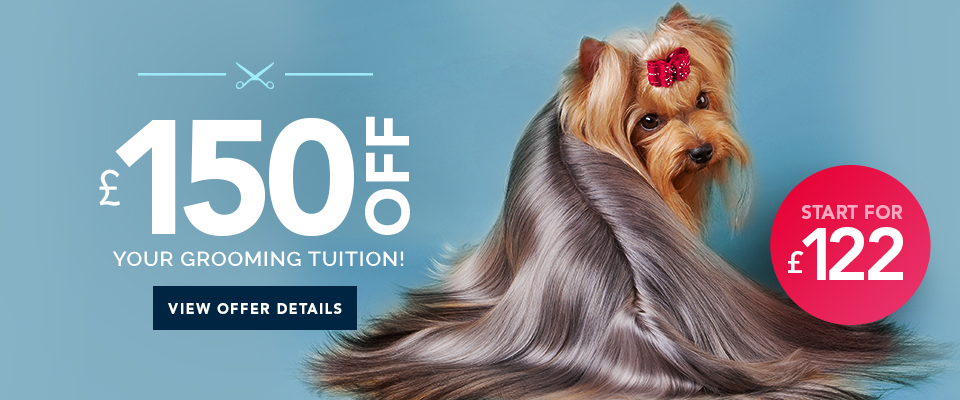 £150 OFF
YOUR GROOMING TUITION!
VIEW OFFER DETAILS
START FOR
£122